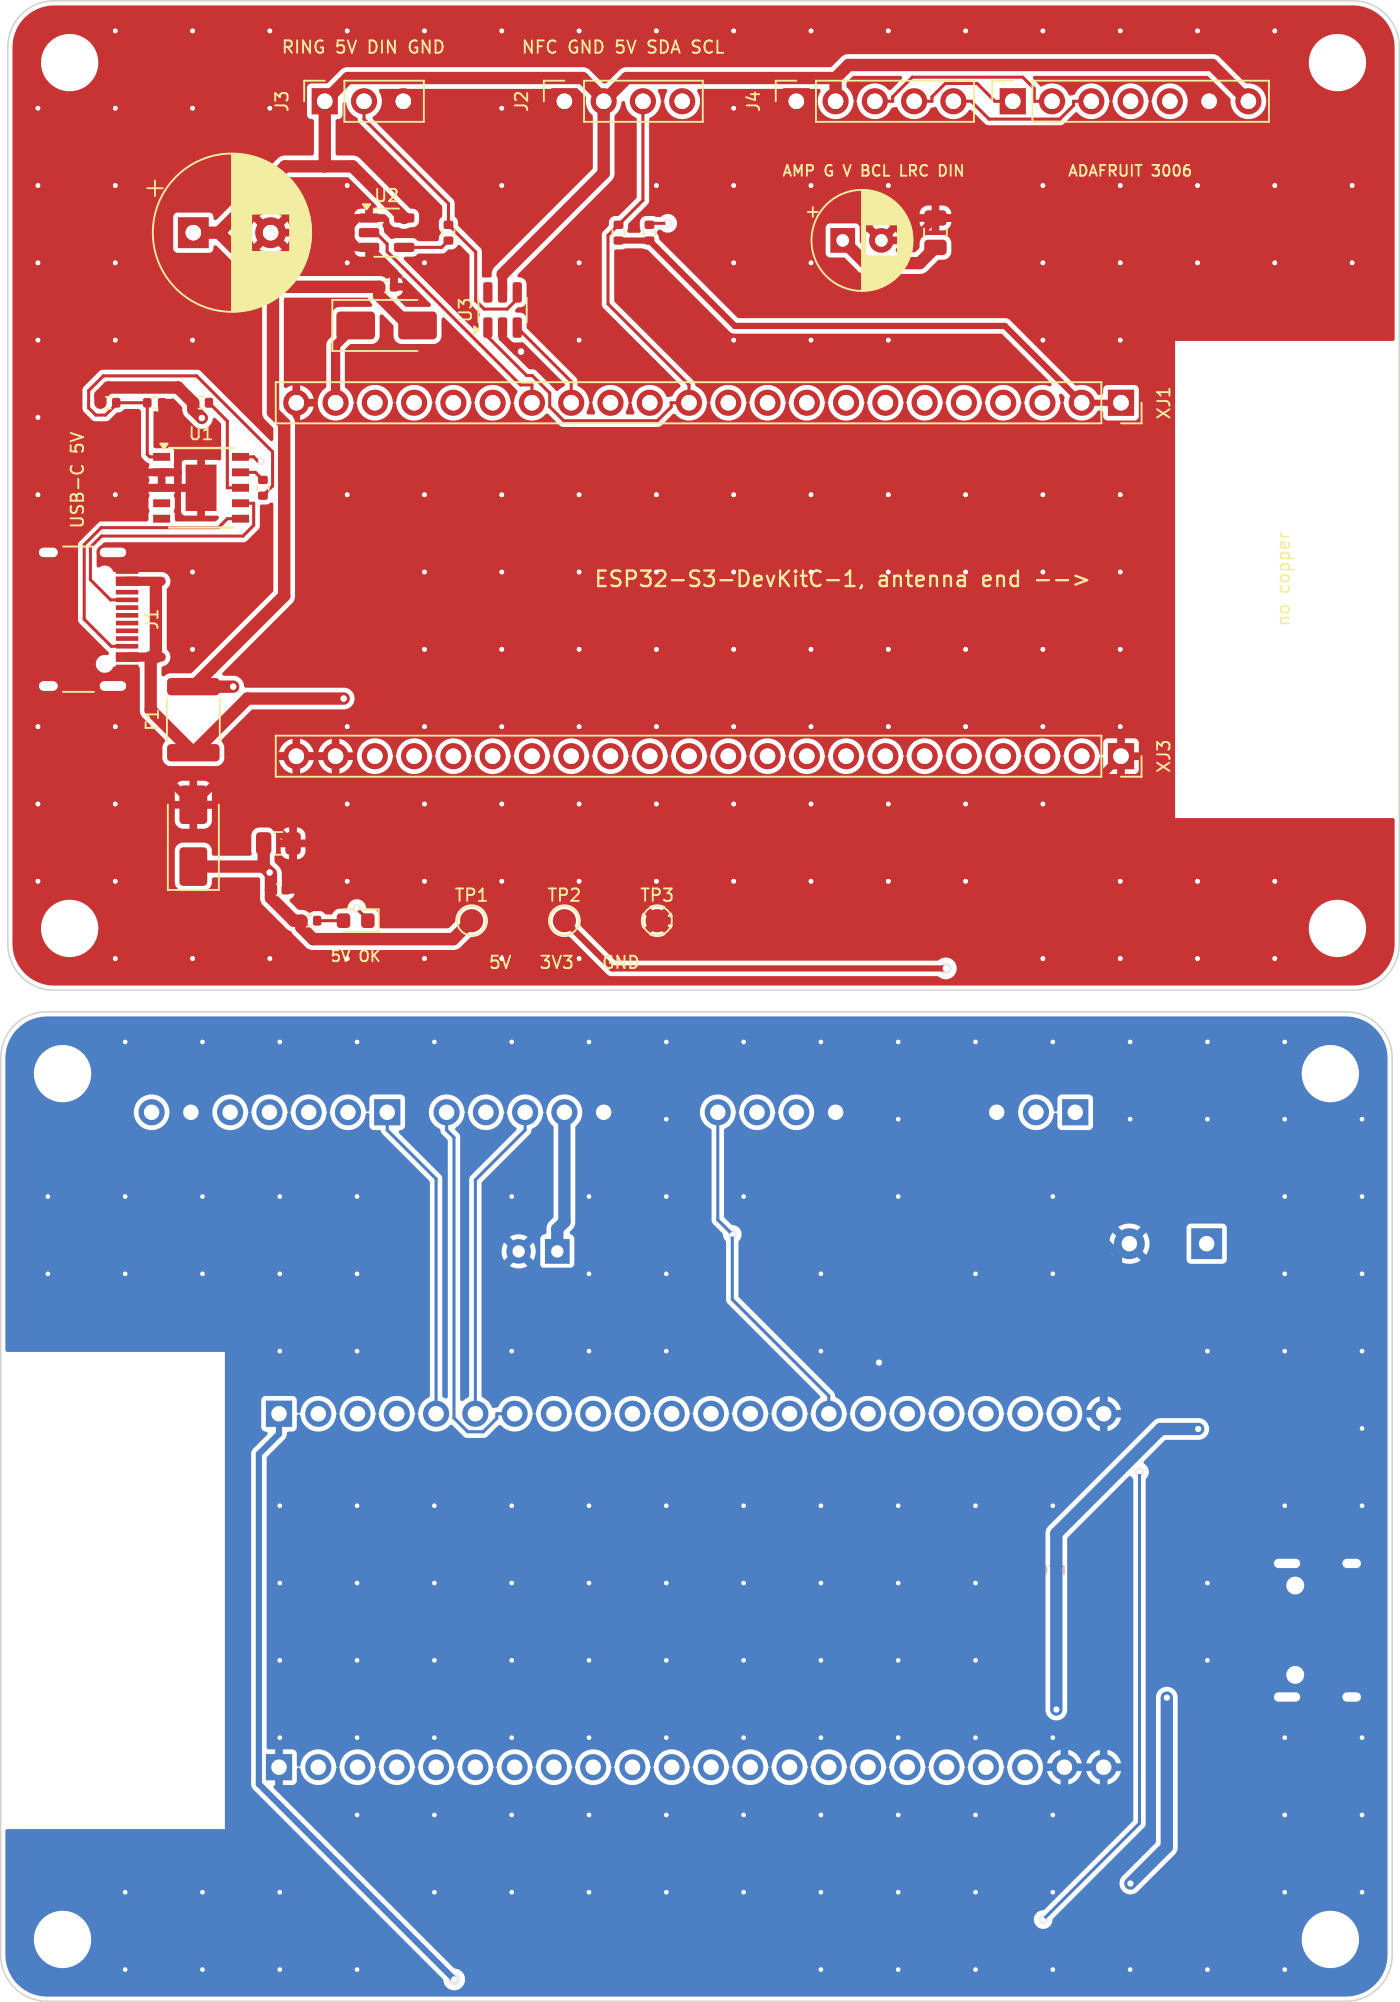 RING 5V DIN GND
NFC GND 5V SDA SCL
J3
J2
J4
AMP G V BCL LRC DIN
ADAFRUIT 3006
+
U2
+
U3
XJ1
U1
USB-C 5V
ESP32-S3-DevKitC-1, antenna end -->
no copper
J1
XJ3
TP1
TP2
TP3
5V OK
5V
3V3
GND